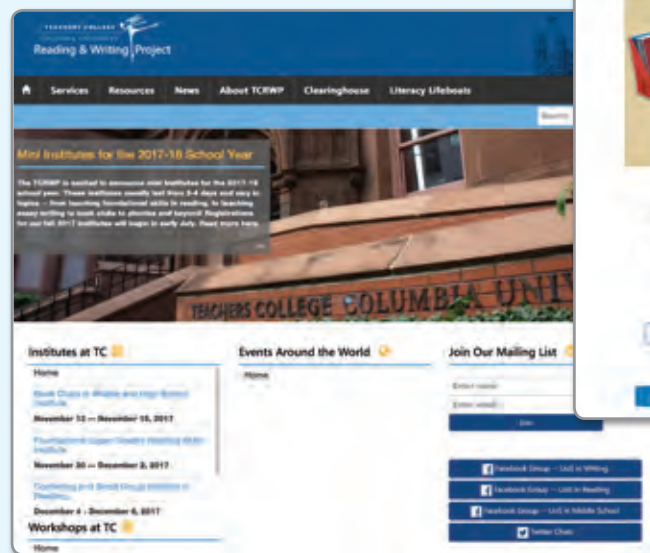 TEACHERS COLLEGE
COLUMBIA UNIVERSITY
Reading & Writing Project
Services Resources News About TCRWP Clearinghouse Literacy Lifeboats
Search
Mini Institutes for the 2017-18 School Year
The TCRWP is excited to announce mini institutes for the 2017-18
school year. These institutes usually last from 2-4 days and vary in
topics – from teaching foundational skills in reading, to teaching
essay writing to book clubs to phonics and beyond! Registrations
for our fall 2017 institutes will begin in early July. Read more here.
TEACHERS COLLEGE COLUMBIA UNIV
Institutes at TC
Home
Book Clubs in Middle and High School
Institute
November 13 — November 15, 2017
Institute
November 30 — December 2, 2017
December 4 - December 6, 2017
Workshops at TC
Home
Events Around the World
Home
Join Our Mailing List
Enter name
Enter email
Join
Facebook Group – UoS in Writing
Facebook Group – UoS in Reading
Facebook Group – UoS in Middle School
Twitter Chats